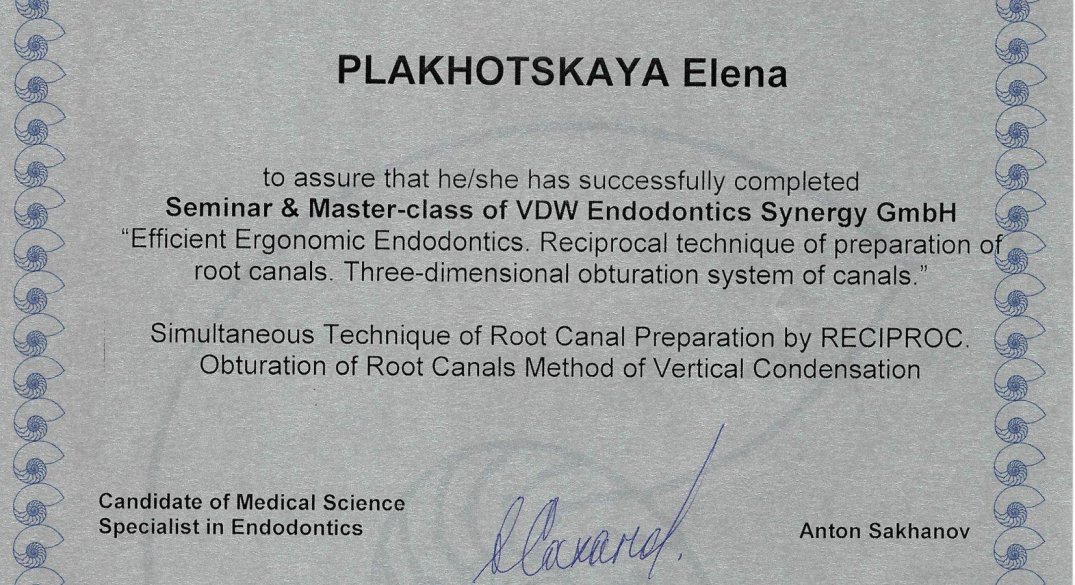 PLAKHOTSKAYA Elena
to assure that he/she has successfully completed
Seminar & Master-class of VDW Endodontics Synergy GmbH
“Efficient Ergonomic Endodontics. Reciprocal technique of preparation of
root canals. Three-dimensional obturation system of canals.”
Simultaneous Technique of Root Canal Preparation by RECIPROC.
Obturation of Root Canals Method of Vertical Condensation
Candidate of Medical Science
Specialist in Endodontics
Anton Sakhanov